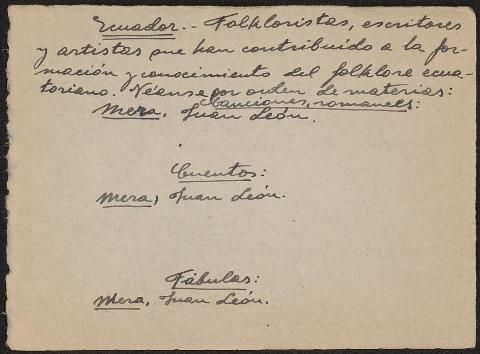 Ecuador.- Folkloristas, escritores
y artistas que han contribuido a la for-
mación y conocimiento del folklore ecua-
toriano. Véanse por orden de materias:
Canciones, romances:
Mera, Juan León.
Cuentos:
Mera, Juan León.
Fábulas:
Mera, Juan León.